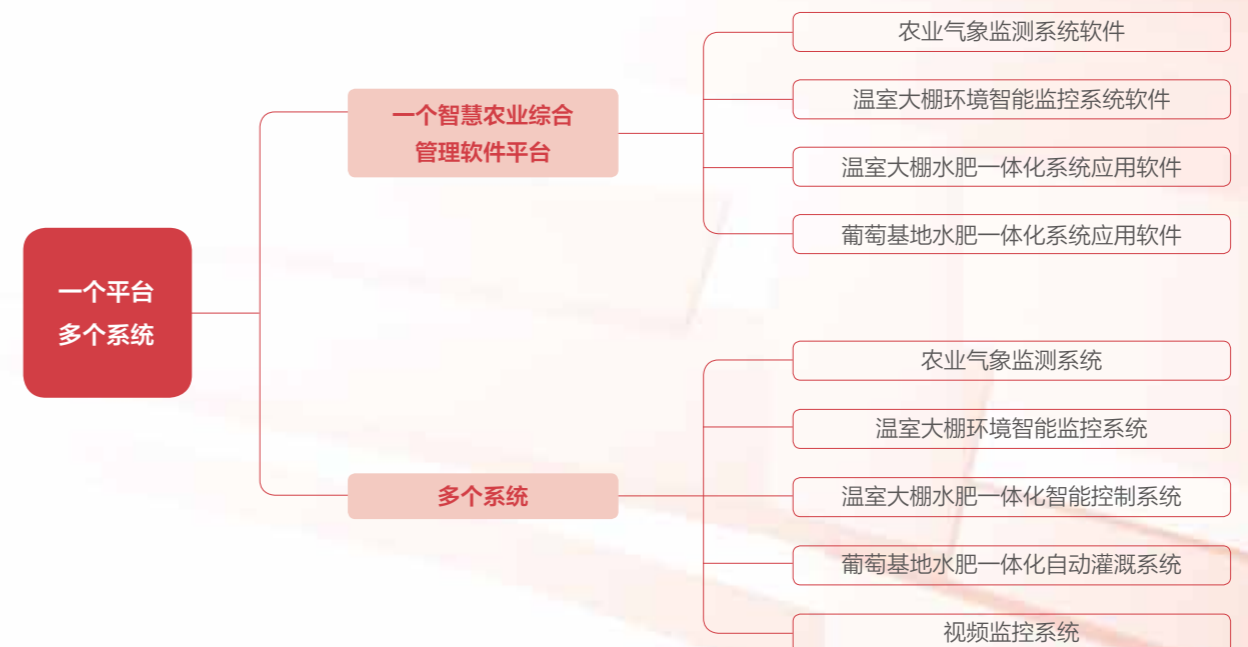 一个平台
多个系统
一个智慧农业综合
管理软件平台
农业气象监测系统软件
温室大棚环境智能监控系统软件
温室大棚水肥一体化系统应用软件
葡萄基地水肥一体化系统应用软件
多个系统
农业气象监测系统
温室大棚环境智能监控系统
温室大棚水肥一体化智能控制系统
葡萄基地水肥一体化自动灌溉系统
视频监控系统